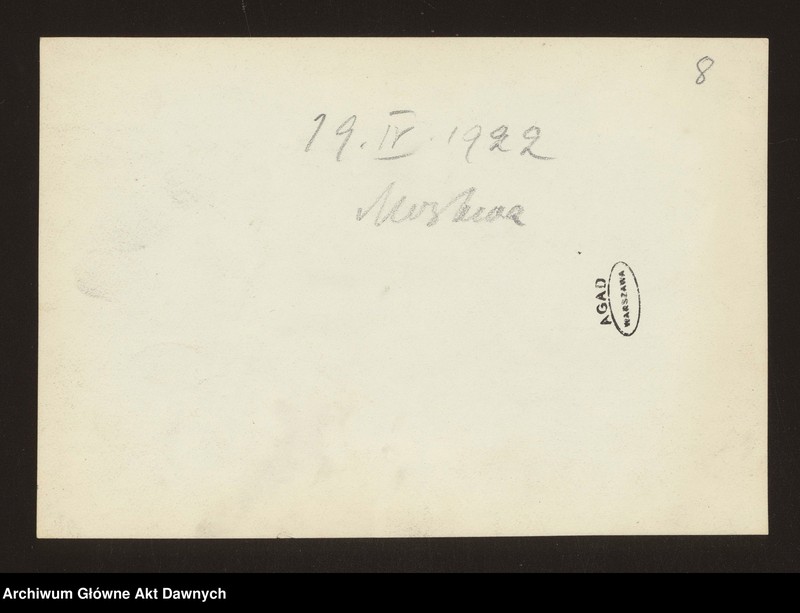 8
19. IV. 1922
Moskwa
AGAD
WARSZAWA
Archiwum Główne Akt Dawnych